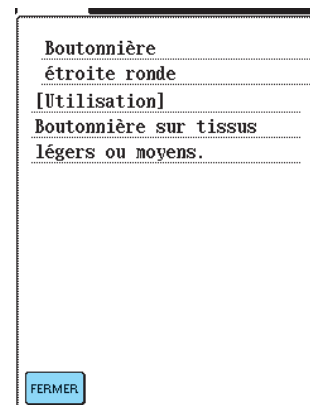 Boutonnière
étroite ronde
[Utilisation]
Boutonnière sur tissus
légers ou moyens.
FERMER